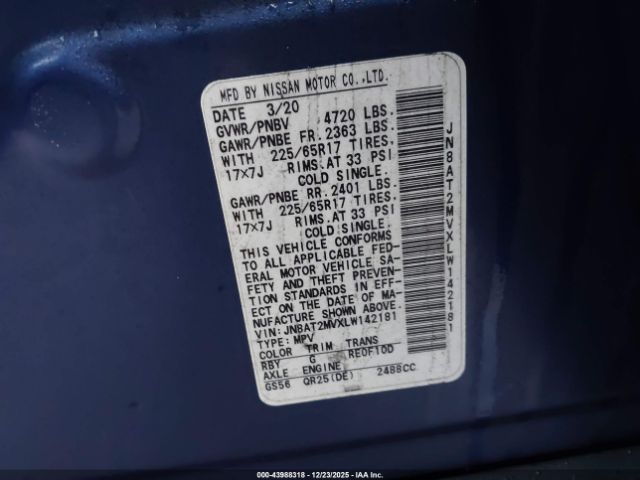 MFD BY NISSAN MOTOR CO.,LTD.
DATE 3/20
GVWR/PNBV 4720 LBS.
GAWR/PNBE FR. 2363 LBS.
WITH 225/65R17 TIRES.
17x7J RIMS.AT 33 PSI
COLD SINGLE.
GAWR/PNBE RR. 2401 LBS.
WITH 225/65R17 TIRES.
17x7J RIMS.AT 33 PSI
COLD SINGLE.
THIS VEHICLE CONFORMS
TO ALL APPLICABLE FED-
ERAL MOTOR VEHICLE SA-
FETY AND THEFT PREVEN-
TION STANDARDS IN EFF-
ECT ON THE DATE OF MA-
NUFACTURE SHOWN ABOVE.
VIN: JN8AT2MVXLW142181
TYPE: MPV
COLOR TRIM TRANS
RBY G RE0F10D
AXLE ENGINE
GS56 QR25(DE) 2488CC
JN8AT2MVXLW142181
000-43988318 - 12/23/2025 - IAAI.COM